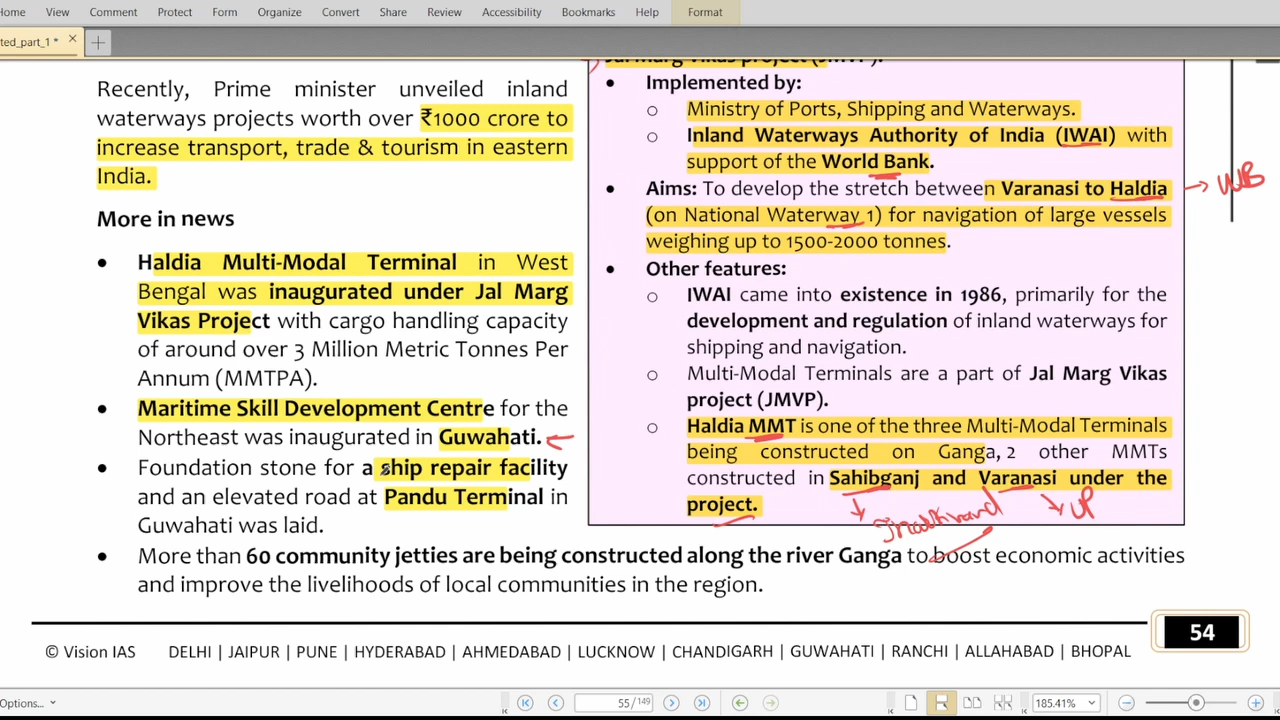 Home View Comment Protect Form Organize Convert Share Review Accessibility Bookmarks Help Format
ted_part_1 *
Recently, Prime minister unveiled inland
waterways projects worth over ₹1000 crore to
increase transport, trade & tourism in eastern
India.
More in news
• Haldia Multi-Modal Terminal in West
Bengal was inaugurated under Jal Marg
Vikas Project with cargo handling capacity
of around over 3 Million Metric Tonnes Per
Annum (MMTPA).
• Maritime Skill Development Centre for the
Northeast was inaugurated in Guwahati.
• Foundation stone for a ship repair facility
and an elevated road at Pandu Terminal in
Guwahati was laid.
Jal Marg Vikas project (JMVP):
• Implemented by:
o Ministry of Ports, Shipping and Waterways.
o Inland Waterways Authority of India (IWAI) with
support of the World Bank.
• Aims: To develop the stretch between Varanasi to Haldia
WB
(on National Waterway 1) for navigation of large vessels
weighing up to 1500-2000 tonnes.
• Other features:
o IWAI came into existence in 1986, primarily for the
development and regulation of inland waterways for
shipping and navigation.
o Multi-Modal Terminals are a part of Jal Marg Vikas
project (JMVP).
o Haldia MMT is one of the three Multi-Modal Terminals
being constructed on Ganga, 2 other MMTs
constructed in Sahibganj and Varanasi under the
project.
Jharkhand
UP
• More than 60 community jetties are being constructed along the river Ganga to boost economic activities
and improve the livelihoods of local communities in the region.
54
© Vision IAS DELHI | JAIPUR | PUNE | HYDERABAD | AHMEDABAD | LUCKNOW | CHANDIGARH | GUWAHATI | RANCHI | ALLAHABAD | BHOPAL
Options...
55 / 149
185.41%